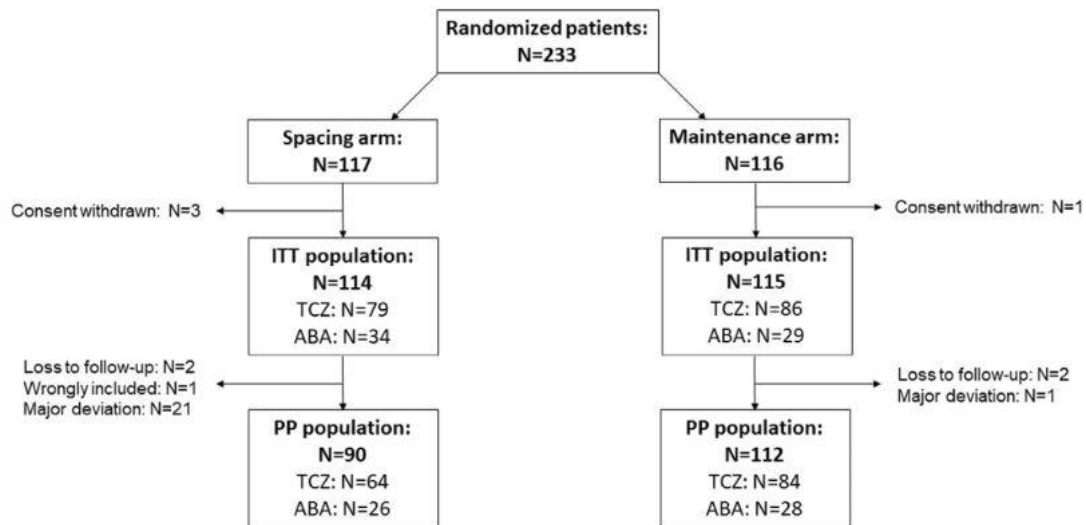 Randomized patients:
N=233
Spacing arm:
N=117
Maintenance arm:
N=116
Consent withdrawn: N=3
Consent withdrawn: N=1
ITT population:
N=114
TCZ: N=79
ABA: N=34
ITT population:
N=115
TCZ: N=86
ABA: N=29
Loss to follow-up: N=2
Wrongly included: N=1
Major deviation: N=21
Loss to follow-up: N=2
Major deviation: N=1
PP population:
N=90
TCZ: N=64
ABA: N=26
PP population:
N=112
TCZ: N=84
ABA: N=28